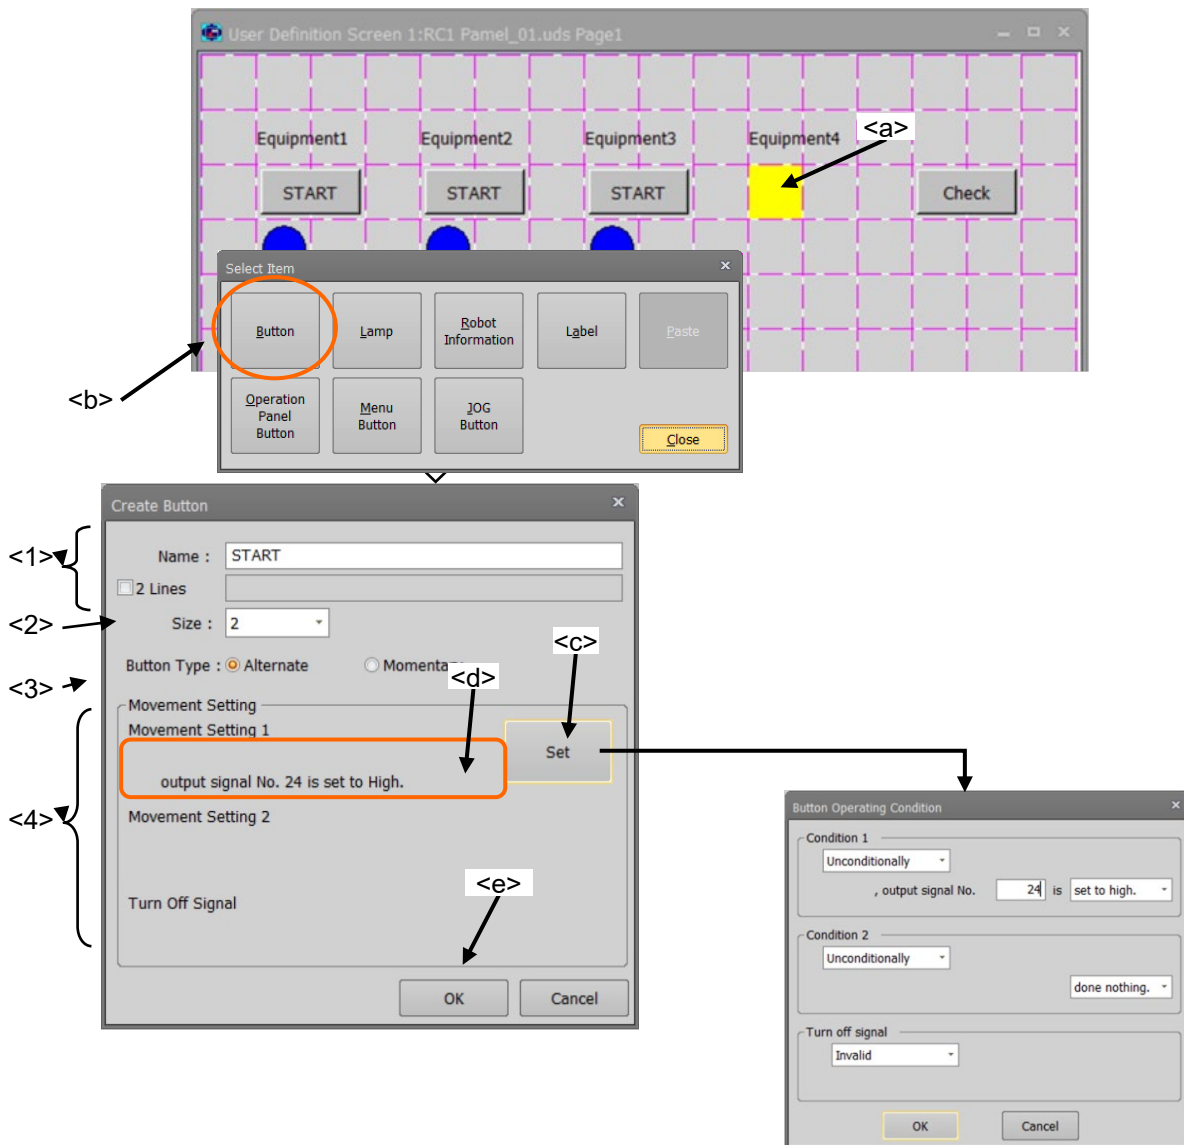 User Definition Screen 1:RC1 Pamel_01.uds Page1
<a>
Equipment1 Equipment2 Equipment3 Equipment4
START START START Check
Select Item
Button Lamp Robot Information Label Paste
<b>
Operation Panel Button Menu Button JOG Button
Close
Create Button
<1>
Name : START
2 Lines
<2>
Size : 2
<c>
Button Type : Alternate
<d>
<3>
Movement Setting
Movement Setting 1
Set
output signal No. 24 is set to High.
<4>
Movement Setting 2
<e>
Turn Off Signal
OK Cancel
Button Operating Condition
Condition 1
Unconditionally
, output signal No. 24 is set to high.
Condition 2
Unconditionally
done nothing.
Turn off signal
Invalid
OK Cancel